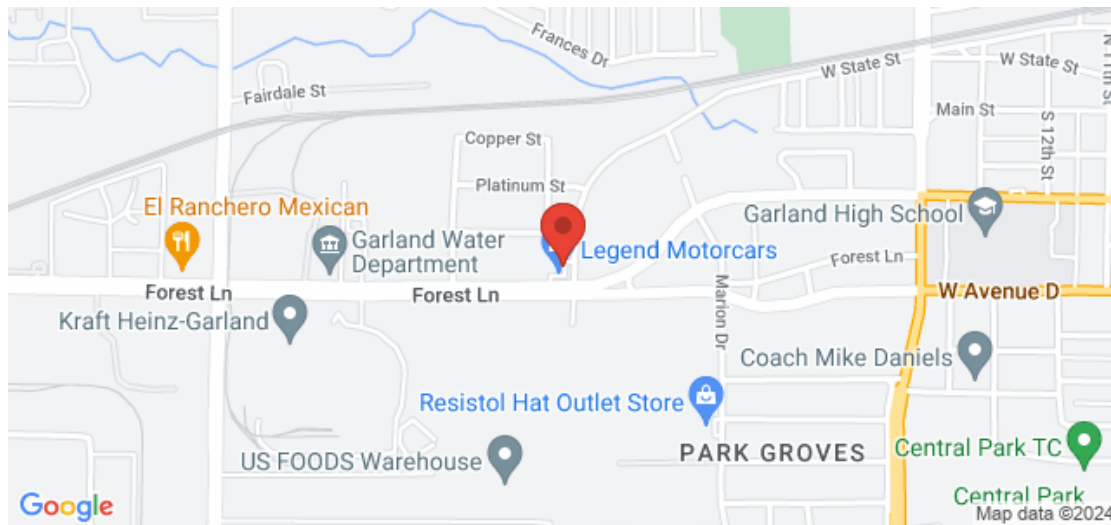 Frances Dr
W State St
W State St
N 11th St
Fairdale St
Main St
Copper St
S 12th St
Platinum St
El Ranchero Mexican
Garland High School
Garland Water
Department
Legend Motorcars
Forest Ln
Forest Ln
Forest Ln
Marion Dr
W Avenue D
Kraft Heinz-Garland
Coach Mike Daniels
Resistol Hat Outlet Store
PARK GROVES
Central Park TC
US FOODS Warehouse
Central Park
Google
Map data ©2024